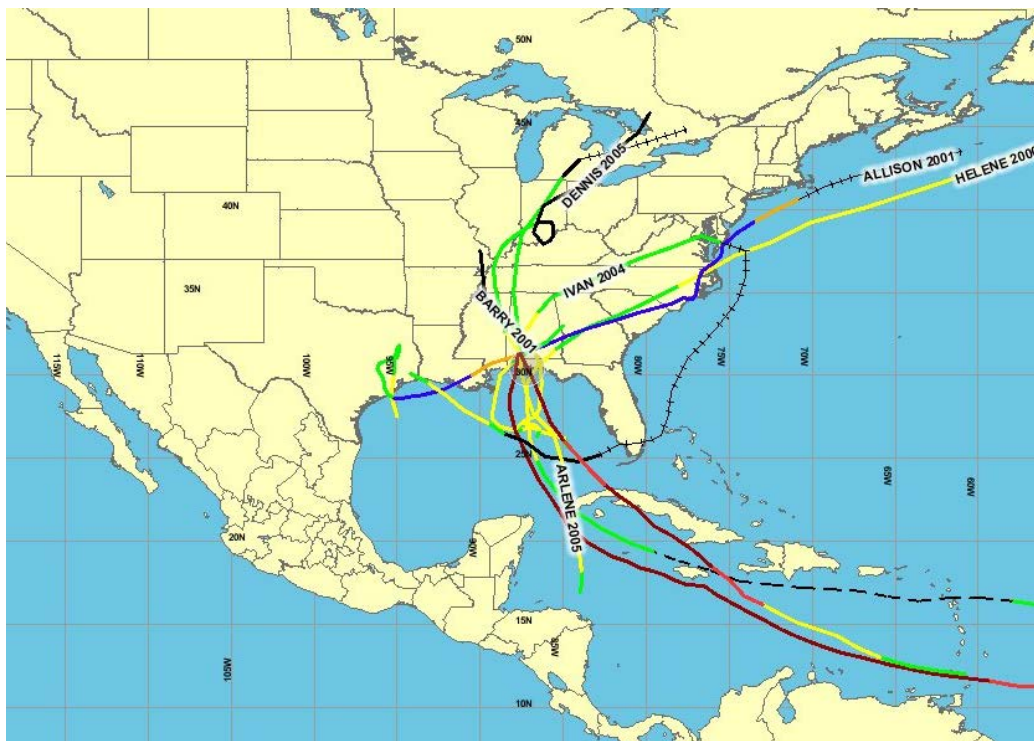 50N
45N
DENNIS 2005
ALLISON 2001
HELENE 2000
40N
IVAN 2004
35N
BARRY 2001
115W
110W
100W
95W
30N
80W
75W
70W
25N
ARLENE 2005
65W
60W
20N
90W
15N
85W
105W
10N